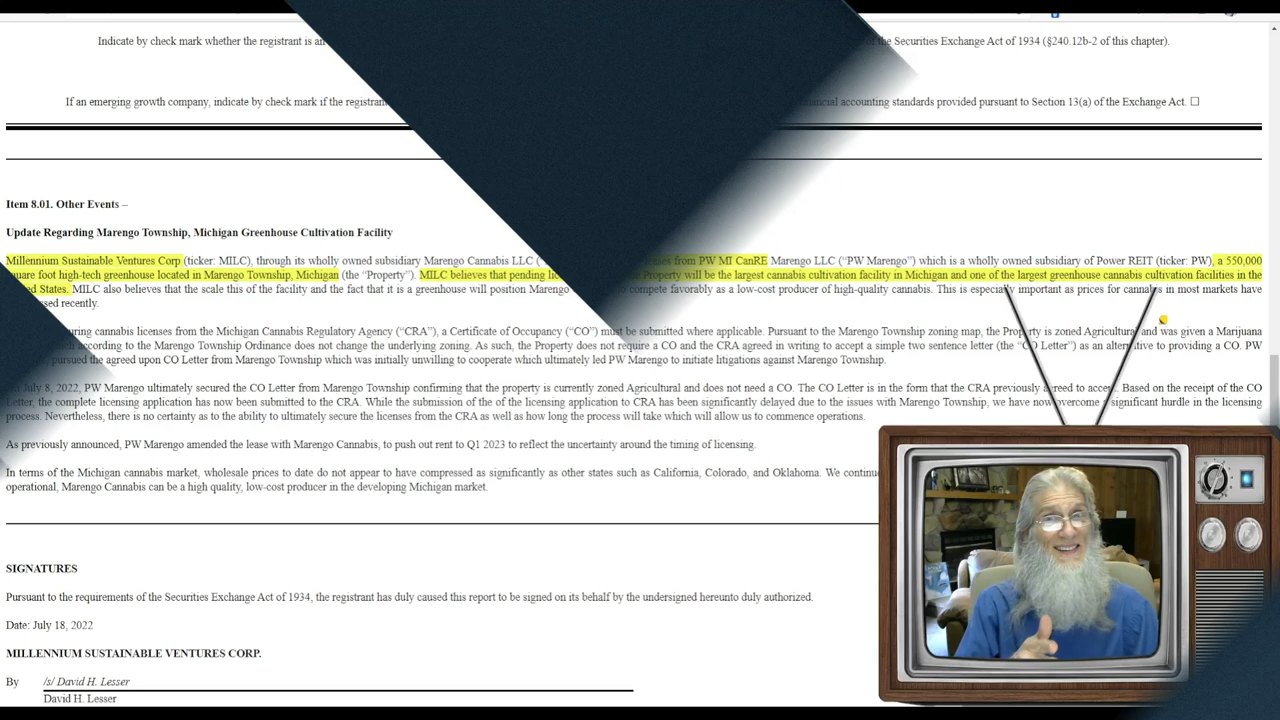 Indicate by check mark whether the registrant is an of the Securities Exchange Act of 1934 (§240.12b-2 of this chapter).
If an emerging growth company, indicate by check mark if the registrant accounting standards provided pursuant to Section 13(a) of the Exchange Act. ☐
Item 8.01. Other Events –
Update Regarding Marengo Township, Michigan Greenhouse Cultivation Facility
Millennium Sustainable Ventures Corp (ticker: MILC), through its wholly owned subsidiary Marengo Cannabis LLC (" from PW MI CanRE Marengo LLC ("PW Marengo") which is a wholly owned subsidiary of Power REIT (ticker: PW), a 550,000
square foot high-tech greenhouse located in Marengo Township, Michigan (the "Property"). MILC believes that pending Property will be the largest cannabis cultivation facility in Michigan and one of the largest greenhouse cannabis cultivation facilities in the
States. MILC also believes that the scale this of the facility and the fact that it is a greenhouse will position Marengo to compete favorably as a low-cost producer of high-quality cannabis. This is especially important as prices for cannabis in most markets have
recently.
cannabis licenses from the Michigan Cannabis Regulatory Agency ("CRA"), a Certificate of Occupancy ("CO") must be submitted where applicable. Pursuant to the Marengo Township zoning map, the Property is zoned Agricultural and was given a Marijuana
according to the Marengo Township Ordinance does not change the underlying zoning. As such, the Property does not require a CO and the CRA agreed in writing to accept a simple two sentence letter (the "CO Letter") as an alternative to providing a CO. PW
pursued the agreed upon CO Letter from Marengo Township which was initially unwilling to cooperate which ultimately led PW Marengo to initiate litigations against Marengo Township.
July 8, 2022, PW Marengo ultimately secured the CO Letter from Marengo Township confirming that the property is currently zoned Agricultural and does not need a CO. The CO Letter is in the form that the CRA previously agreed to accept. Based on the receipt of the CO
Letter, the complete licensing application has now been submitted to the CRA. While the submission of the of the licensing application to CRA has been significantly delayed due to the issues with Marengo Township, we have now overcome a significant hurdle in the licensing
process. Nevertheless, there is no certainty as to the ability to ultimately secure the licenses from the CRA as well as how long the process will take which will allow us to commence operations.
As previously announced, PW Marengo amended the lease with Marengo Cannabis, to push out rent to Q1 2023 to reflect the uncertainty around the timing of licensing.
In terms of the Michigan cannabis market, wholesale prices to date do not appear to have compressed as significantly as other states such as California, Colorado, and Oklahoma. We
operational, Marengo Cannabis can be a high quality, low-cost producer in the developing Michigan market.
SIGNATURES
Pursuant to the requirements of the Securities Exchange Act of 1934, the registrant has duly caused this report to be signed on its behalf by the undersigned hereunto duly authorized.
Date: July 18, 2022
MILLENNIUM SUSTAINABLE VENTURES CORP.
By /s/ David H. Lesser
David H. Lesser